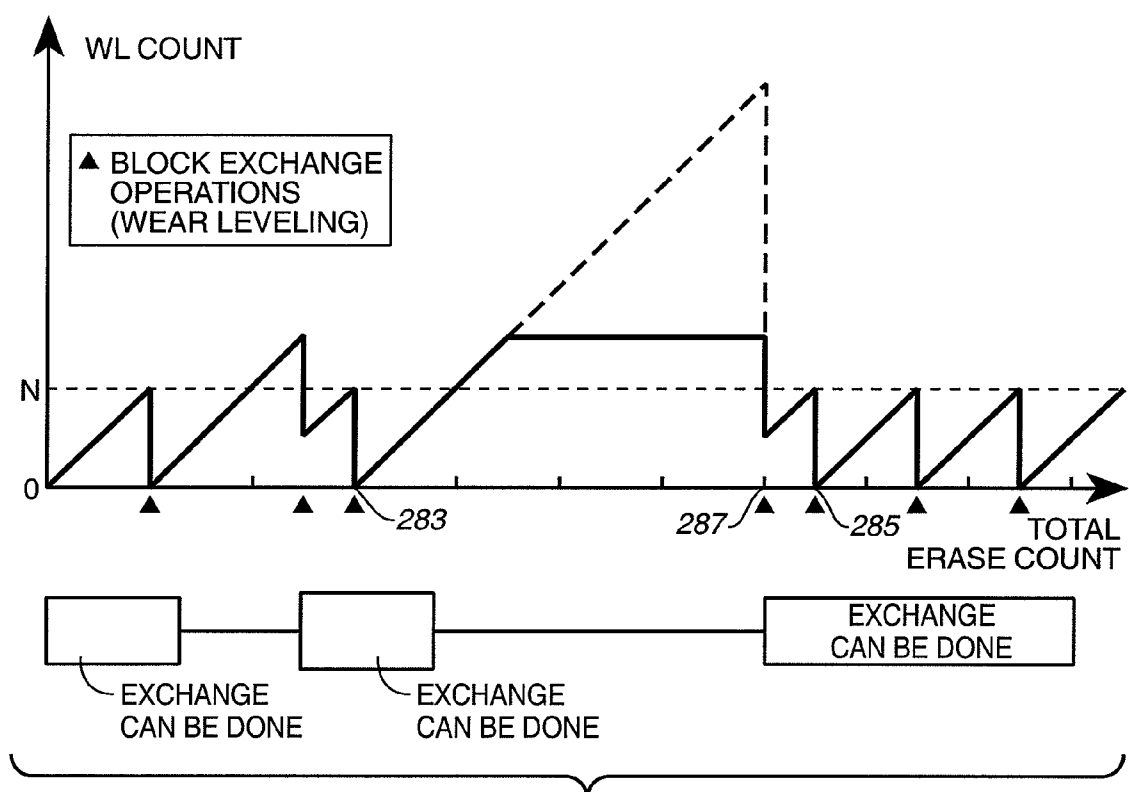 WL COUNT
▲ BLOCK EXCHANGE
OPERATIONS
(WEAR LEVELING)
N
0
283
287
285
TOTAL
ERASE COUNT
EXCHANGE
CAN BE DONE
EXCHANGE
CAN BE DONE
EXCHANGE
CAN BE DONE